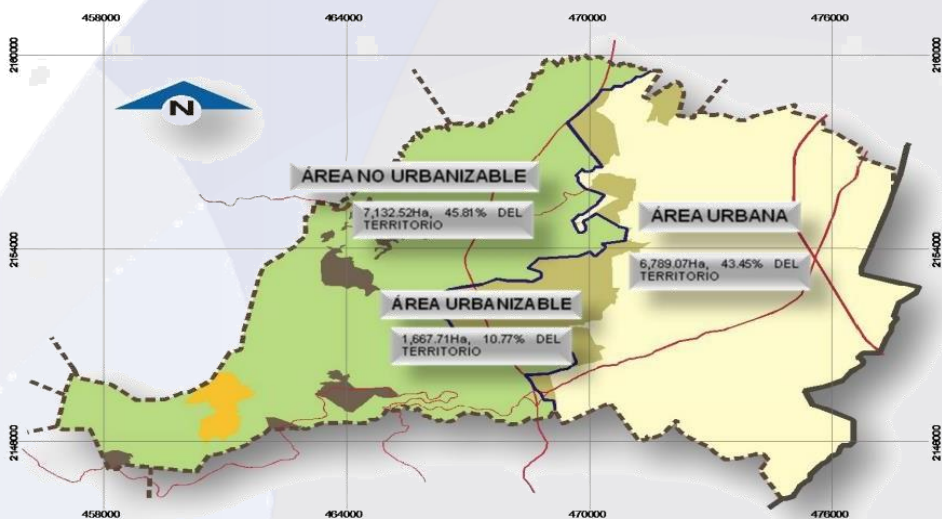 458000
464000
470000
476000
2160000
2160000
N
ÁREA NO URBANIZABLE
7,132.52Ha, 45.81% DEL
TERRITORIO
ÁREA URBANA
6,789.07Ha, 43.45% DEL
TERRITORIO
2154000
2154000
ÁREA URBANIZABLE
1,667.71Ha, 10.77% DEL
TERRITORIO
2148000
2148000
458000
464000
470000
476000